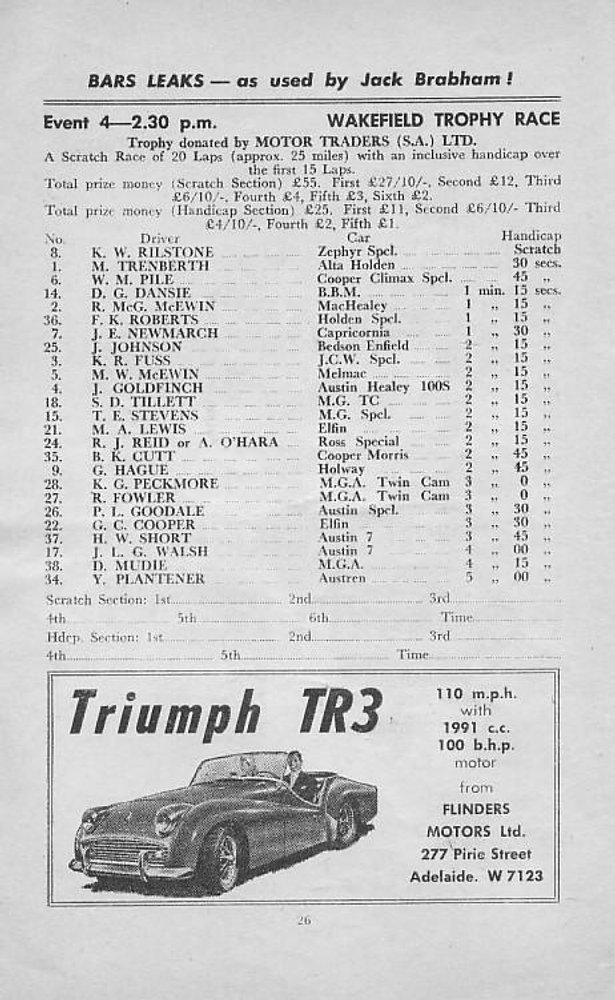 BARS LEAKS — as used by Jack Brabham!
Event 4—2.30 p.m. WAKEFIELD TROPHY RACE
Trophy donated by MOTOR TRADERS (S.A.) LTD.
A Scratch Race of 20 Laps (approx. 25 miles) with an inclusive handicap over
the first 15 Laps.
Total prize money (Scratch Section) £55. First £27/10/-, Second £12, Third
£6/10/-, Fourth £4, Fifth £3, Sixth £2.
Total prize money (Handicap Section) £25. First £11, Second £6/10/- Third
£4/10/-, Fourth £2, Fifth £1.
No. Driver Car Handicap
8. K. W. RILSTONE Zephyr Spcl. Scratch
1. M. TRENBERTH Alta Holden 30 secs.
6. W. M. PILE Cooper Climax Spcl. 45 ,,
14. D. G. DANSIE B.B.M. 1 min. 15 secs.
2. R. McG. McEWIN MacHealey 1 ,, 15 ,,
36. F. K. ROBERTS Holden Spcl. 1 ,, 15 ,,
7. J. E. NEWMARCH Capricornia 1 ,, 30 ,,
25. J. JOHNSON Bedson Enfield 2 ,, 15 ,,
3. K. R. FUSS J.C.W. Spcl. 2 ,, 15 ,,
5. M. W. McEWIN Melmac 2 ,, 15 ,,
4. J. GOLDFINCH Austin Healey 100S 2 ,, 15 ,,
18. S. D. TILLETT M.G. TC 2 ,, 15 ,,
15. T. E. STEVENS M.G. Spcl. 2 ,, 15 ,,
21. M. A. LEWIS Elfin 2 ,, 15 ,,
24. R. J. REID or A. O'HARA Ross Special 2 ,, 15 ,,
35. B. K. CUTT Cooper Morris 2 ,, 45 ,,
9. G. HAGUE Holway 2 ,, 45 ,,
28. K. G. PECKMORE M.G.A. Twin Cam 3 ,, 0 ,,
27. R. FOWLER M.G.A. Twin Cam 3 ,, 0 ,,
26. P. L. GOODALE Austin Spcl. 3 ,, 30 ,,
22. G. C. COOPER Elfin 3 ,, 30 ,,
37. H. W. SHORT Austin 7 3 ,, 45 ,,
17. J. L. G. WALSH Austin 7 4 ,, 00 ,,
38. D. MUDIE M.G.A. 4 ,, 15 ,,
34. Y. PLANTENER Austren 5 ,, 00 ,,
Scratch Section: 1st 2nd 3rd
4th 5th 6th Time
Hdcp. Section: 1st 2nd 3rd
4th 5th Time
Triumph TR3
110 m.p.h.
with
1991 c.c.
100 b.h.p.
motor
from
FLINDERS
MOTORS Ltd.
277 Pirie Street
Adelaide. W 7123
26